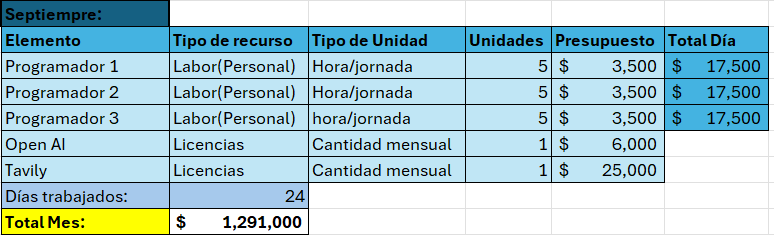 Septiembre:
Elemento Tipo de recurso Tipo de Unidad Unidades Presupuesto Total Día
Programador 1 Labor(Personal) Hora/jornada 5 $ 3,500 $ 17,500
Programador 2 Labor(Personal) Hora/jornada 5 $ 3,500 $ 17,500
Programador 3 Labor(Personal) hora/jornada 5 $ 3,500 $ 17,500
Open AI Licencias Cantidad mensual 1 $ 6,000
Tavily Licencias Cantidad mensual 1 $ 25,000
Días trabajados: 24
Total Mes: $ 1,291,000